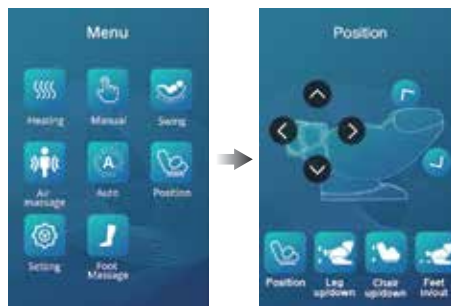 Menu
Heating
Manual
Swing
Air
massage
A
Auto
Position
Setting
Foot
Massage
Position
Position
Leg
up/down
Chair
up/down
Feet
in/out